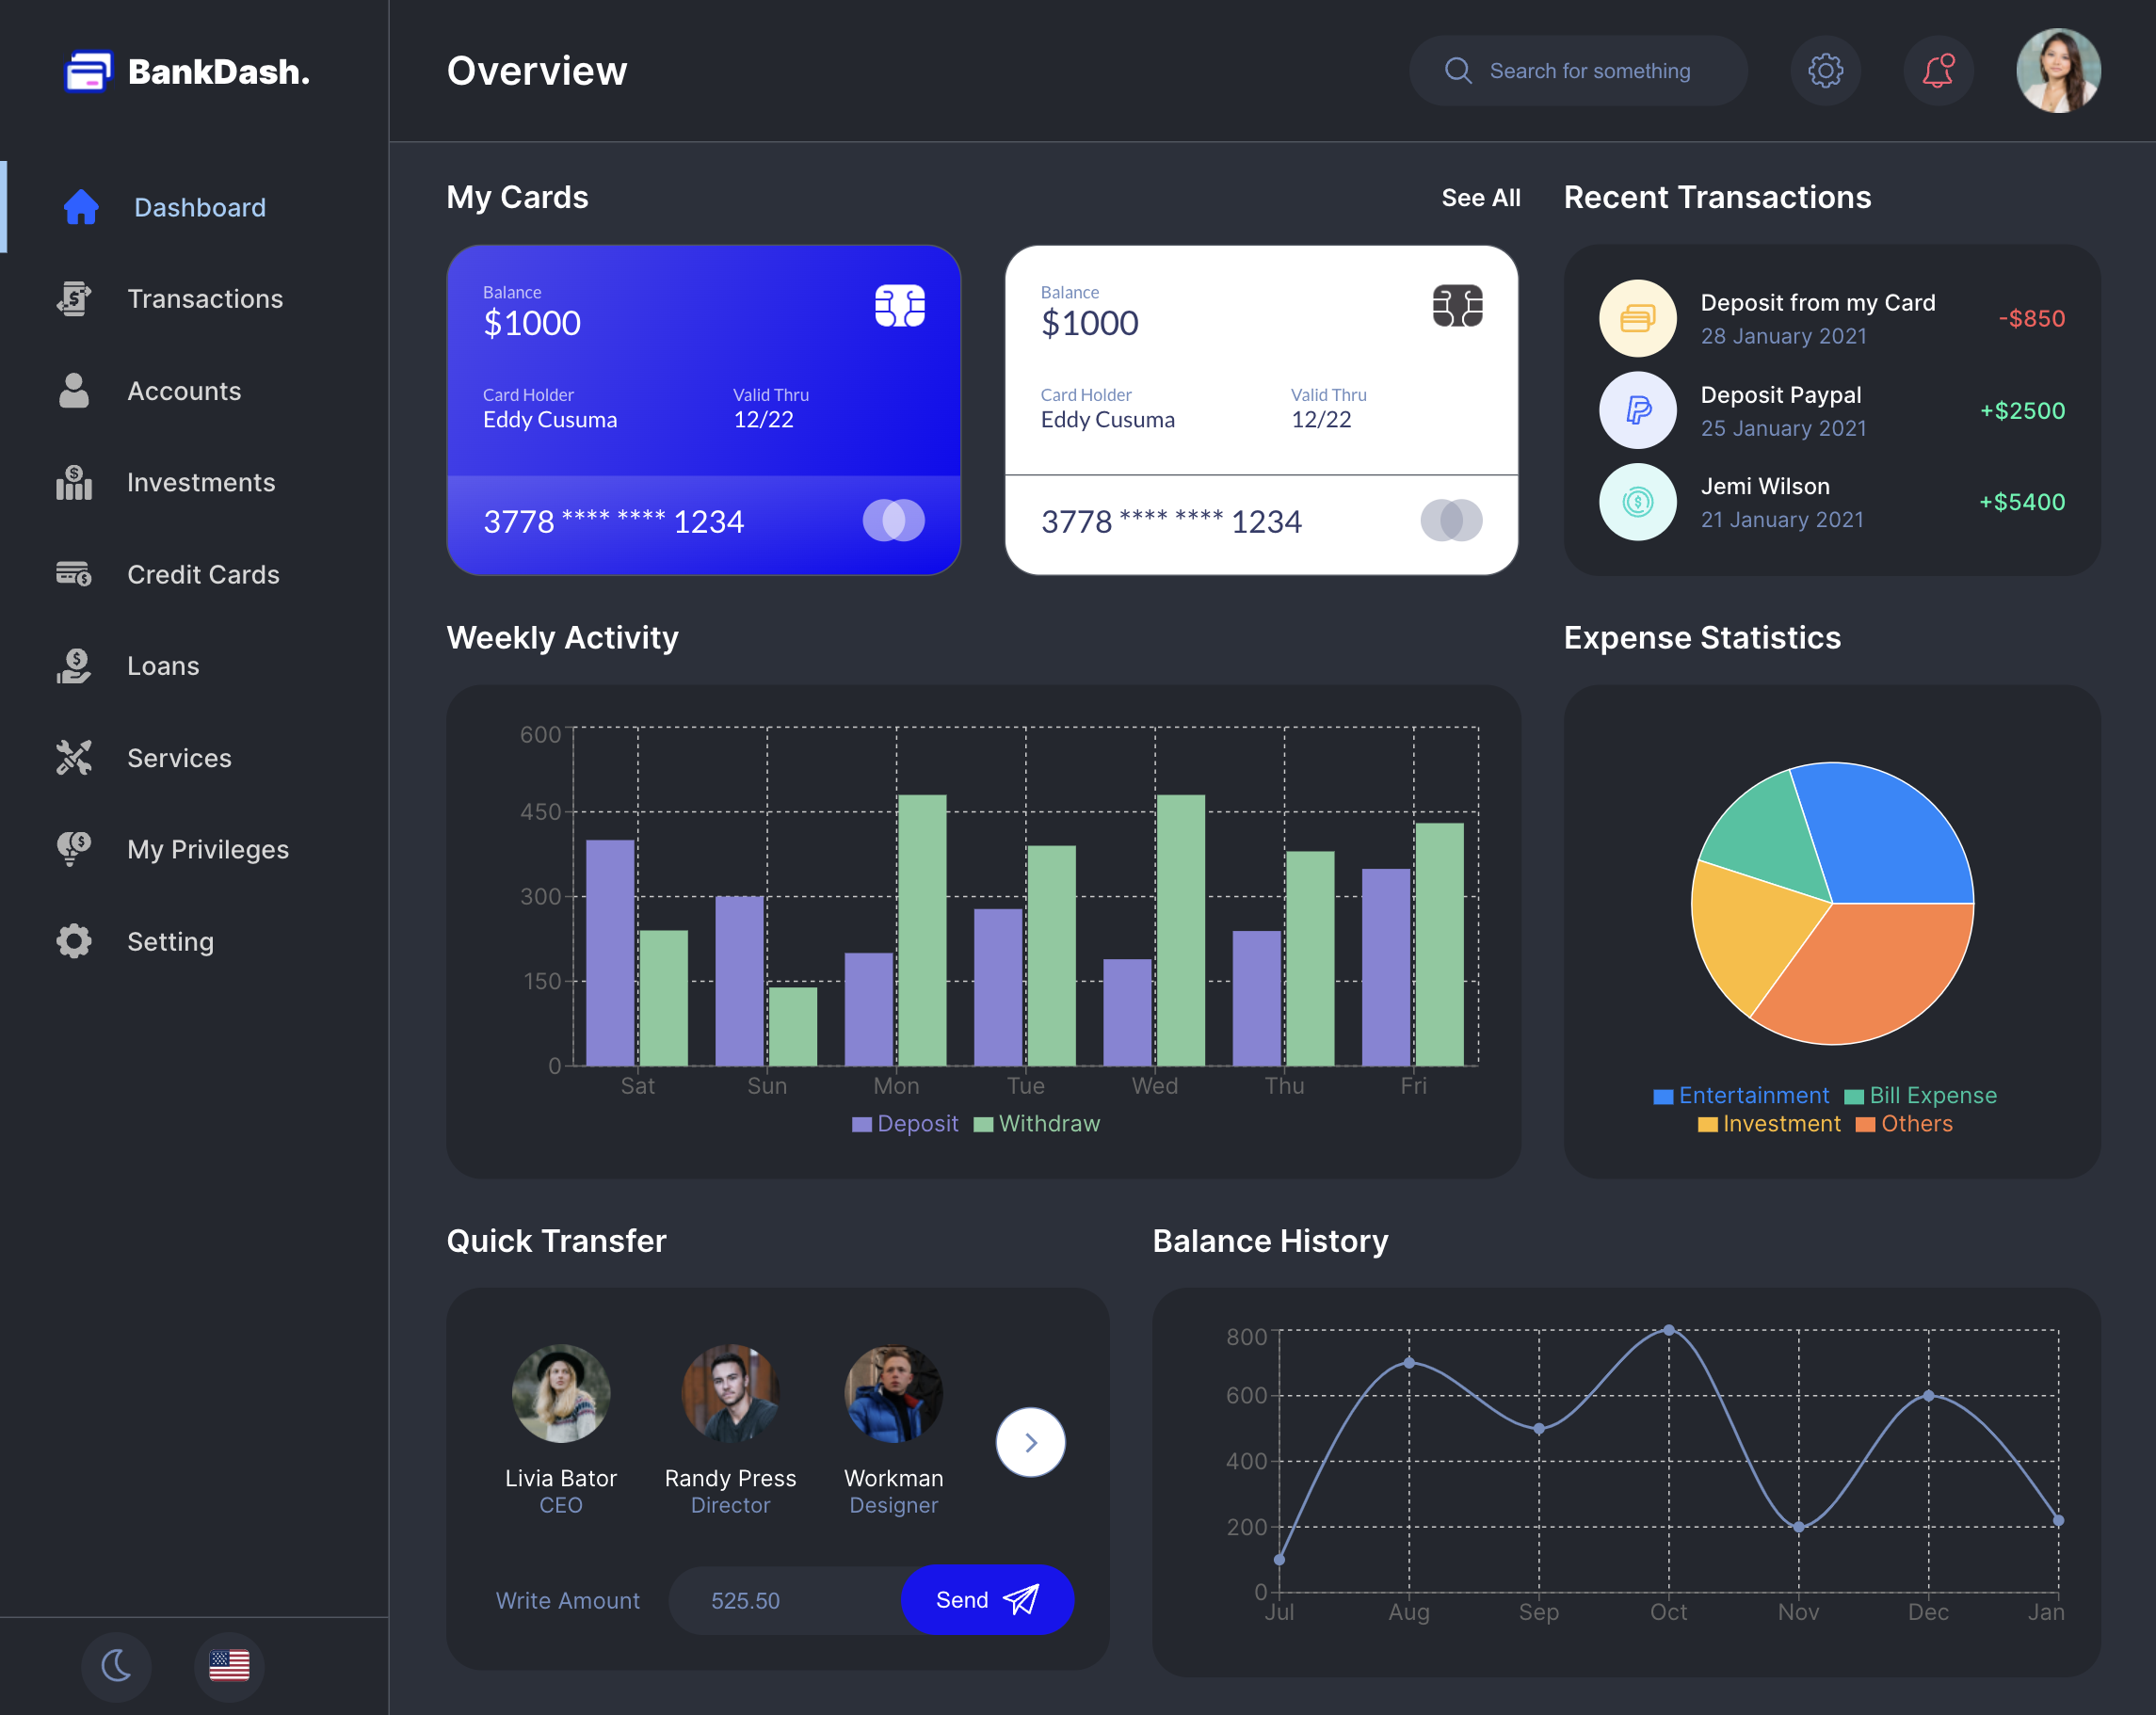 BankDash.
Overview
Search for something
Dashboard
Transactions
Accounts
Investments
Credit Cards
Loans
Services
My Privileges
Setting
My Cards
See All
Balance
$1000
Card Holder
Valid Thru
Eddy Cusuma
12/22
3778 **** **** 1234
Balance
$1000
Card Holder
Valid Thru
Eddy Cusuma
12/22
3778 **** **** 1234
Recent Transactions
Deposit from my Card
28 January 2021
-$850
Deposit Paypal
25 January 2021
+$2500
Jemi Wilson
21 January 2021
+$5400
Weekly Activity
600
450
300
150
0
Sat Sun Mon Tue Wed Thu Fri
Deposit Withdraw
Expense Statistics
Entertainment Bill Expense
Investment Others
Quick Transfer
Livia Bator
CEO
Randy Press
Director
Workman
Designer
Write Amount
525.50
Send
Balance History
800
600
400
200
0
Jul Aug Sep Oct Nov Dec Jan